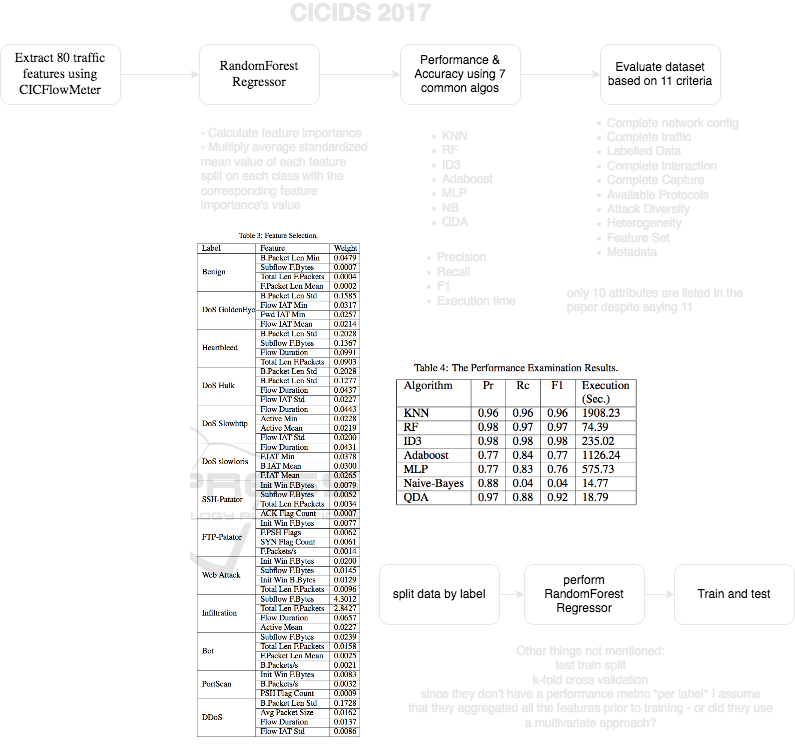 CICIDS 2017
Extract 80 traffic
features using
CICFlowMeter
RandomForest
Regressor
Performance &
Accuracy using 7
common algos
Evaluate dataset
based on 11 criteria
- Calculate feature importance
- Multiply average standardized
mean value of each feature
split on each class with the
corresponding feature
importance's value
• KNN
• RF
• ID3
• Adaboost
• MLP
• NB
• QDA
• Precision
• Recall
• F1
• Execution time
• Complete network config
• Complete traffic
• Labelled Data
• Complete Interaction
• Complete Capture
• Available Protocols
• Attack Diversity
• Heterogeneity
• Feature Set
• Metadata
only 10 attributes are listed in the
paper despite saying 11
Table 3: Feature Selection.
Label Feature Weight
Benign
B.Packet Len Min 0.0479
Subflow F.Bytes 0.0007
Total Len F.Packets 0.0004
F.Packet Len Mean 0.0002
DoS GoldenEye
B.Packet Len Std 0.1585
Flow IAT Min 0.0317
Fwd IAT Min 0.0257
Flow IAT Mean 0.0214
Heartbleed
B.Packet Len Std 0.2028
Subflow F.Bytes 0.1367
Flow Duration 0.0991
Total Len F.Packets 0.0903
DoS Hulk
B.Packet Len Std 0.2028
B.Packet Len Std 0.1277
Flow Duration 0.0437
Flow IAT Std 0.0227
DoS Slowhttp
Flow Duration 0.0443
Active Min 0.0228
Active Mean 0.0219
Flow IAT Std 0.0200
DoS slowloris
Flow Duration 0.0431
F.IAT Min 0.0378
B.IAT Mean 0.0300
F.IAT Mean 0.0265
SSH-Patator
Init Win F.Bytes 0.0079
Subflow F.Bytes 0.0052
Total Len F.Packets 0.0034
ACK Flag Count 0.0007
FTP-Patator
Init Win F.Bytes 0.0077
F.PSH Flags 0.0062
SYN Flag Count 0.0061
F.Packets/s 0.0014
Web Attack
Init Win F.Bytes 0.0200
Subflow F.Bytes 0.0145
Init Win B.Bytes 0.0129
Total Len F.Packets 0.0096
Infiltration
Subflow F.Bytes 4.3012
Total Len F.Packets 2.8427
Flow Duration 0.0657
Active Mean 0.0227
Bot
Subflow F.Bytes 0.0239
Total Len F.Packets 0.0158
F.Packet Len Mean 0.0025
B.Packets/s 0.0021
PortScan
Init Win F.Bytes 0.0083
B.Packets/s 0.0032
PSH Flag Count 0.0009
DDoS
B.Packet Len Std 0.1728
Avg Packet Size 0.0162
Flow Duration 0.0137
Flow IAT Std 0.0086
Table 4: The Performance Examination Results.
Algorithm Pr Rc F1 Execution
(Sec.)
KNN 0.96 0.96 0.96 1908.23
RF 0.98 0.97 0.97 74.39
ID3 0.98 0.98 0.98 235.02
Adaboost 0.77 0.84 0.77 1126.24
MLP 0.77 0.83 0.76 575.73
Naive-Bayes 0.88 0.04 0.04 14.77
QDA 0.97 0.88 0.92 18.79
split data by label
perform
RandomForest
Regressor
Train and test
Other things not mentioned:
test train split
k-fold cross validation
since they don't have a performance metric "per label" I assume
that they aggregated all the features prior to training - or did they use
a multivariate approach?